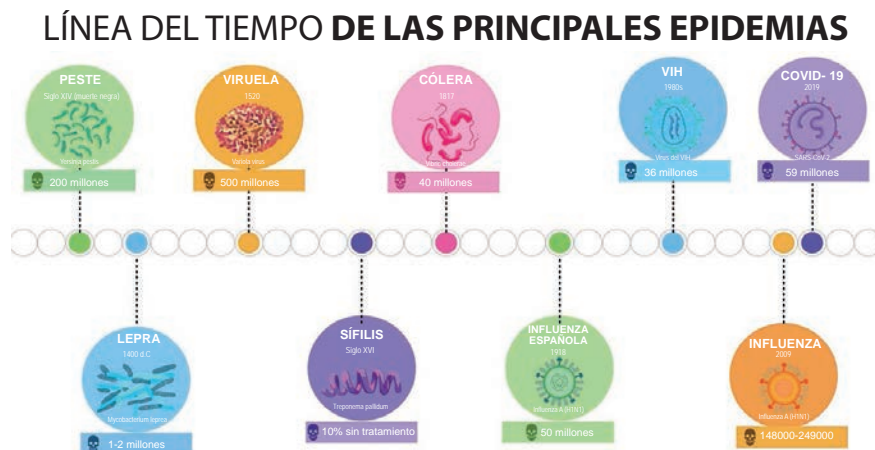 LÍNEA DEL TIEMPO DE LAS PRINCIPALES EPIDEMIAS
PESTE
Siglo XIV (muerte negra)
Yersinia pestis
200 millones
VIRUELA
1520
Variola virus
500 millones
CÓLERA
1817
Vibrio cholerae
40 millones
VIH
1980s
Virus del VIH
36 millones
COVID- 19
2019
SARS-CoV-2
59 millones
LEPRA
1400 d.C
Mycobacterium leprae
1-2 millones
SÍFILIS
Siglo XVI
Treponema pallidum
10% sin tratamiento
INFLUENZA
ESPAÑOLA
1918
Influenza A (H1N1)
50 millones
INFLUENZA
2009
Influenza A (H1N1)
148000-249000